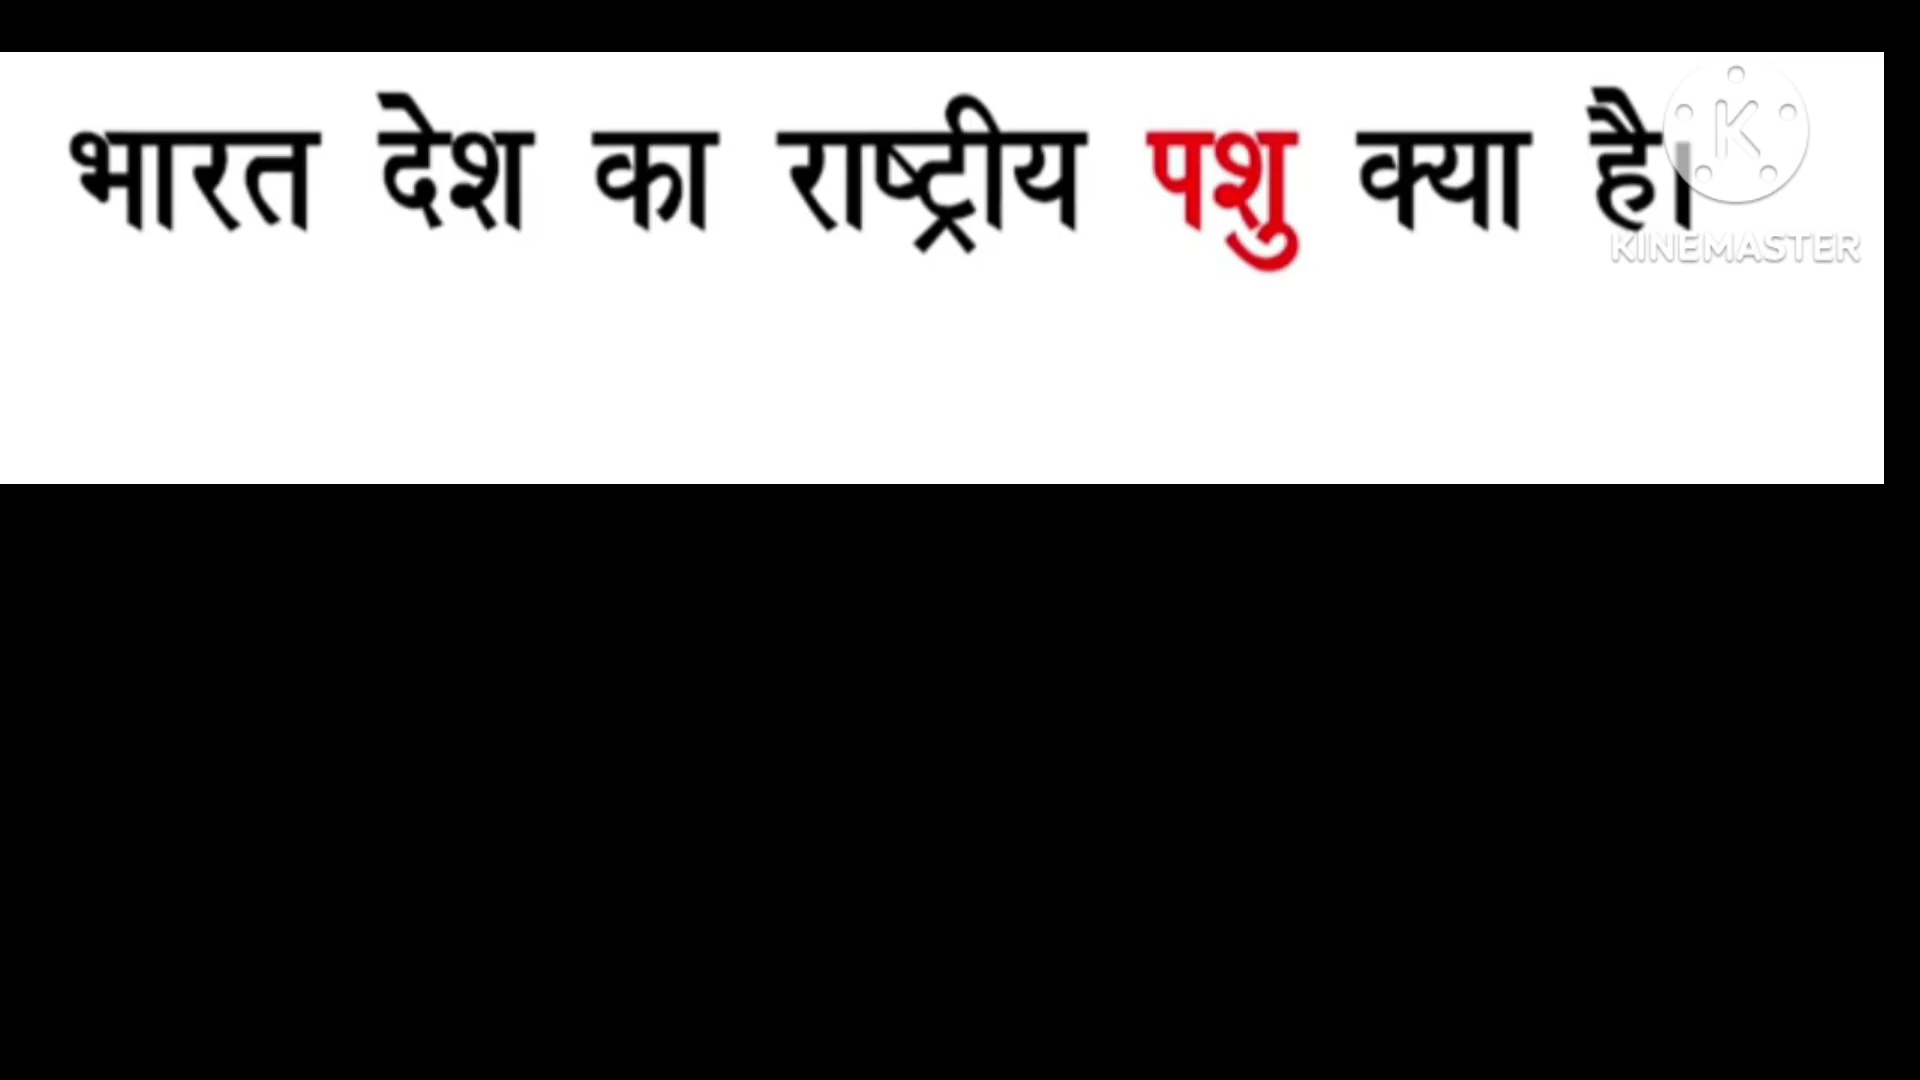 भारत देश का राष्ट्रीय पशु क्या है।
K
KINEMASTER